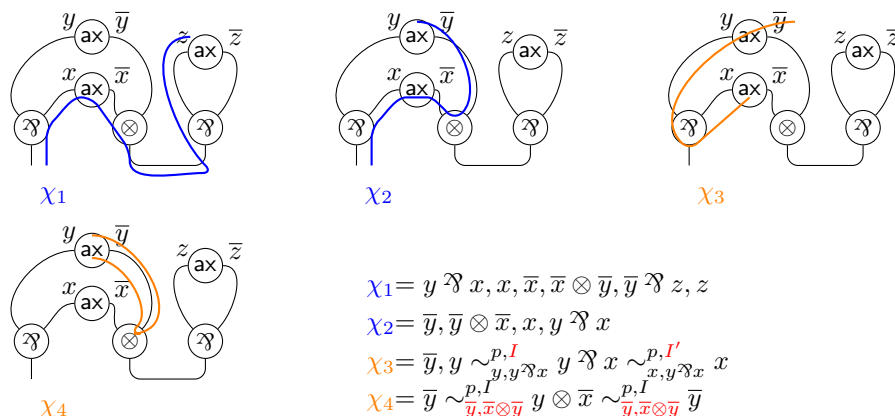 y ax ȳ z ax z̄
x ax x̄
⅋ ⊗ ⅋
χ₁
y ax ȳ z ax z̄
x ax x̄
⅋ ⊗ ⅋
χ₂
y ax ȳ z ax z̄
x ax x̄
⅋ ⊗ ⅋
χ₃
y ax ȳ z ax z̄
x ax x̄
⅋ ⊗ ⅋
χ₄
χ₁= y ⅋ x, x, x̄, x̄ ⊗ ȳ, ȳ ⅋ z, z
χ₂= ȳ, ȳ ⊗ x̄, x, y ⅋ x
χ₃= ȳ, y ∼^{p,I}_{y,y⅋x} y ⅋ x ∼^{p,I′}_{x,y⅋x} x
χ₄= ȳ ∼^{p,I}_{ȳ,x̄⊗ȳ} y ⊗ x̄ ∼^{p,I}_{ȳ,x̄⊗ȳ} ȳ